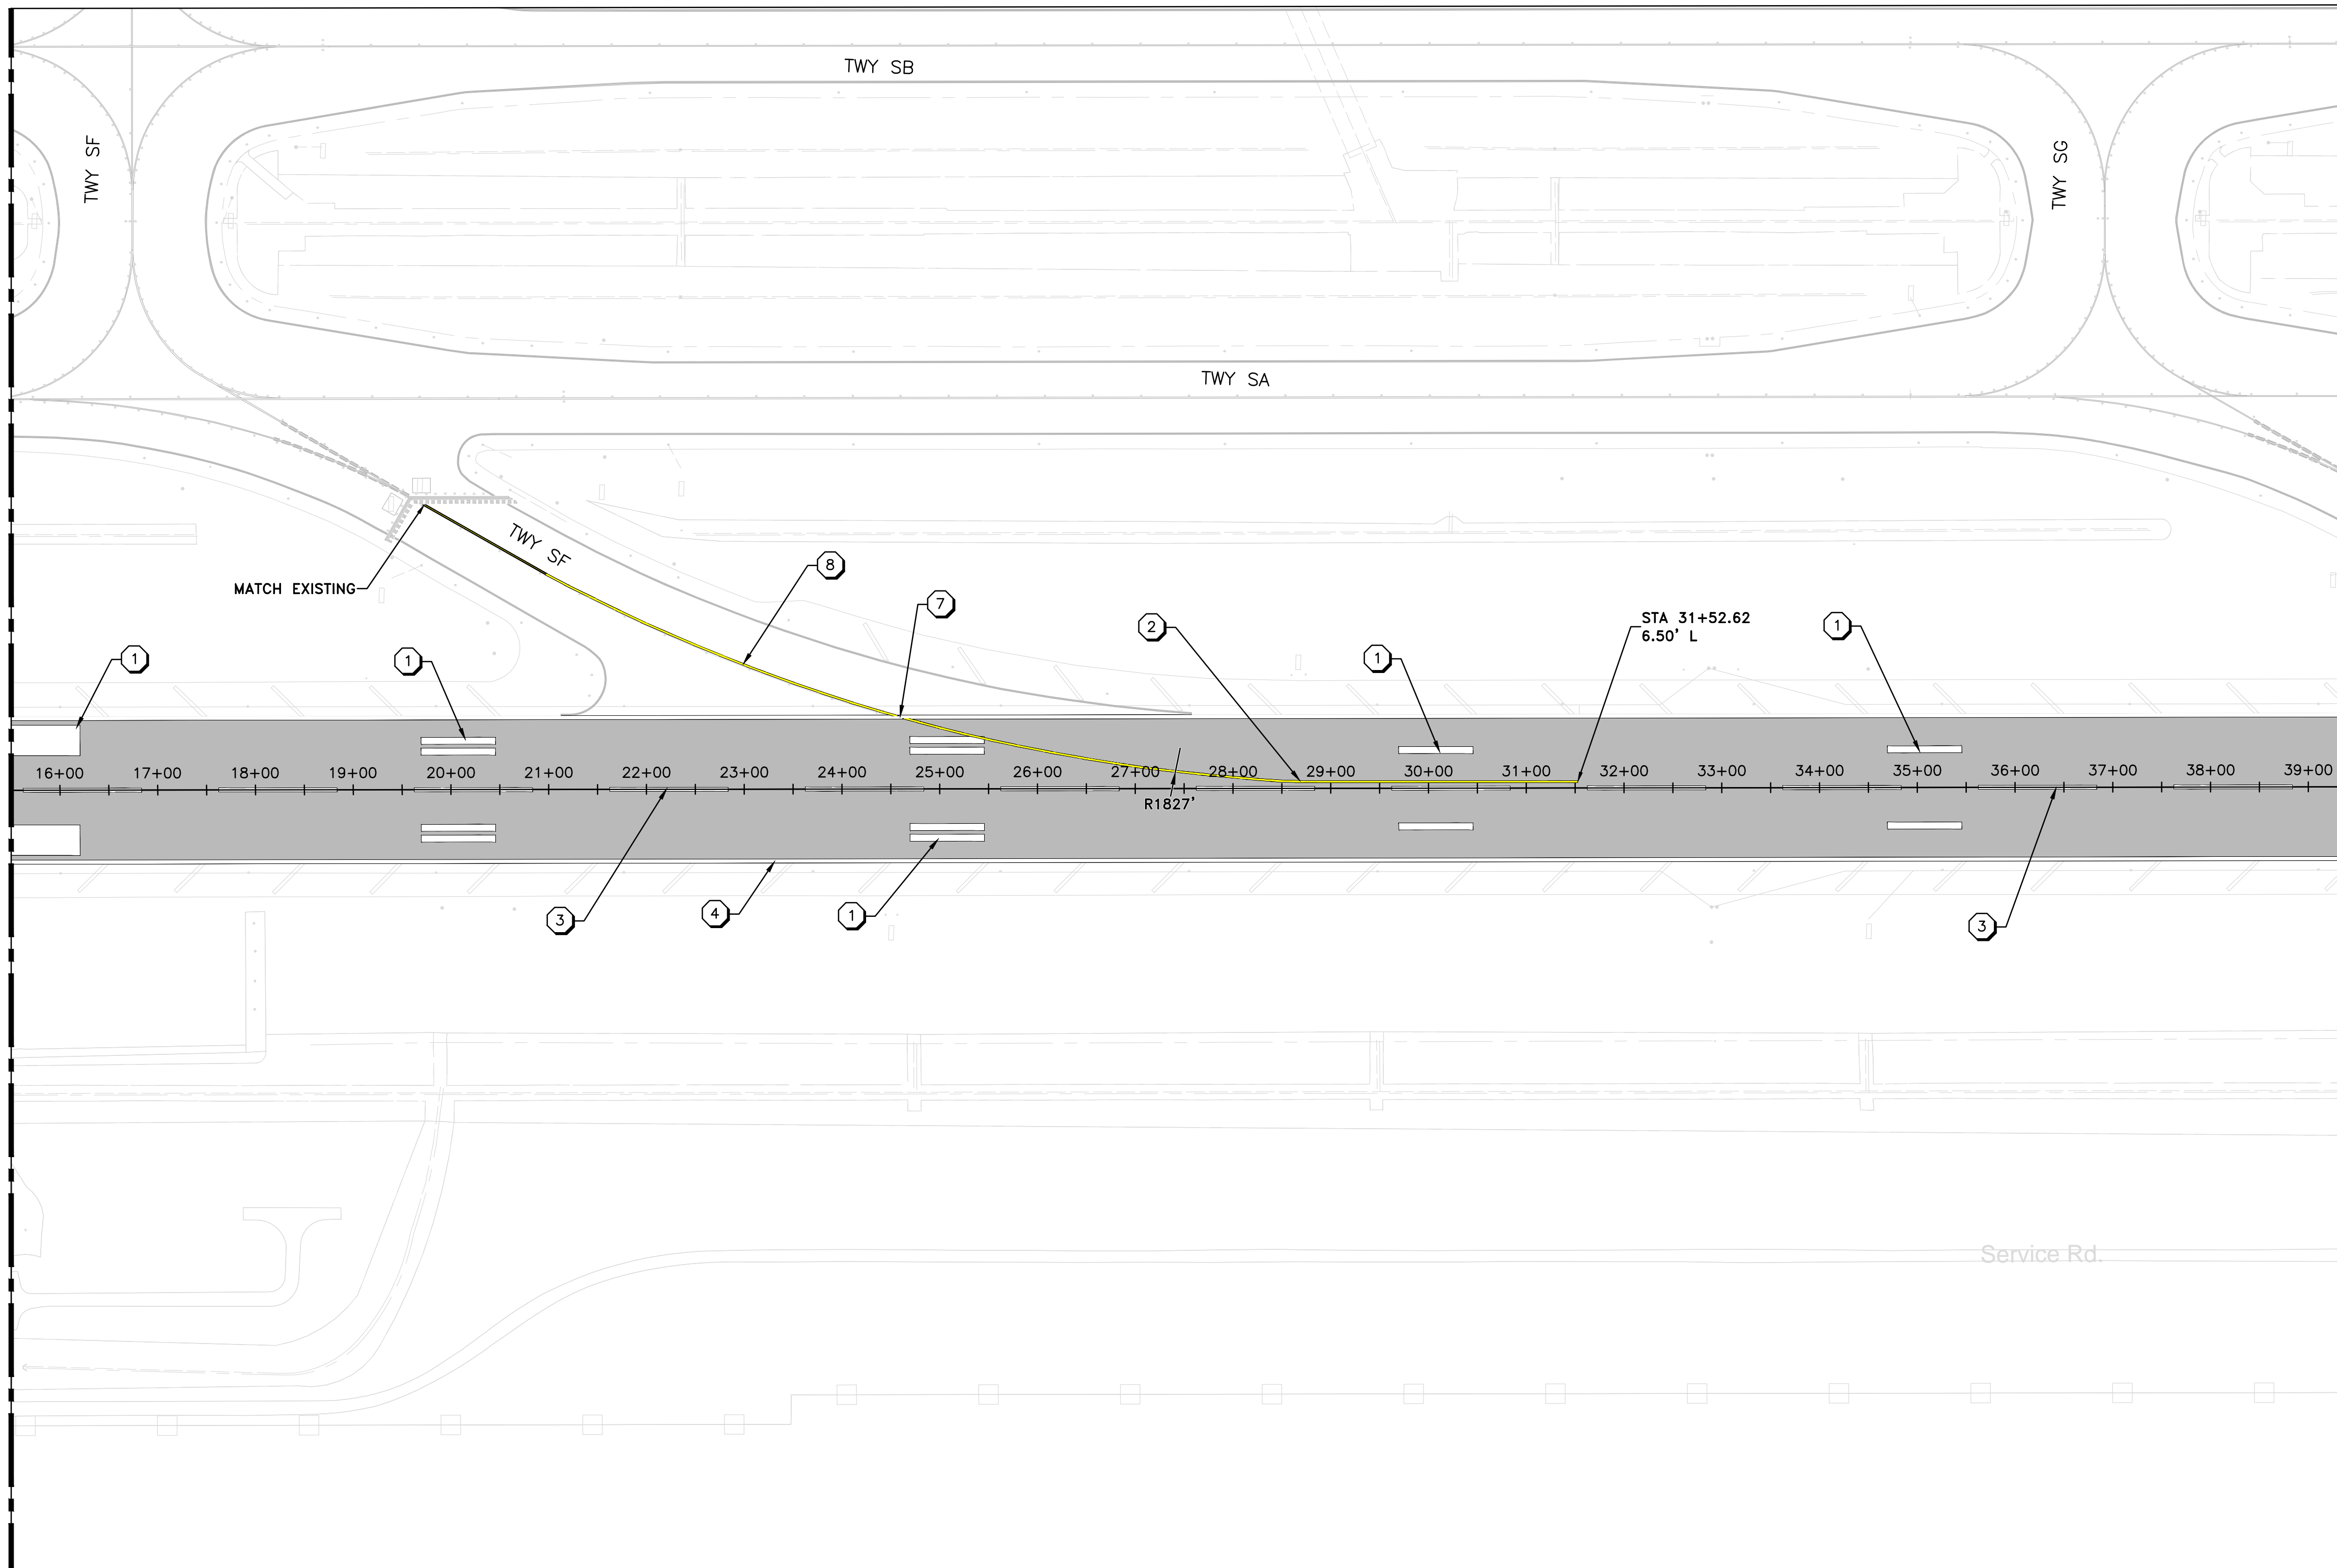 TWY SB
TWY SF
TWY SG
TWY SA
TWY SF
MATCH EXISTING
8
7
2
STA 31+52.62
6.50' L
1
1
1
1
16+00 17+00 18+00 19+00 20+00 21+00 22+00 23+00 24+00 25+00 26+00 27+00 28+00 29+00 30+00 31+00 32+00 33+00 34+00 35+00 36+00 37+00 38+00 39+00
R1827'
3
4
1
3
Service Rd.